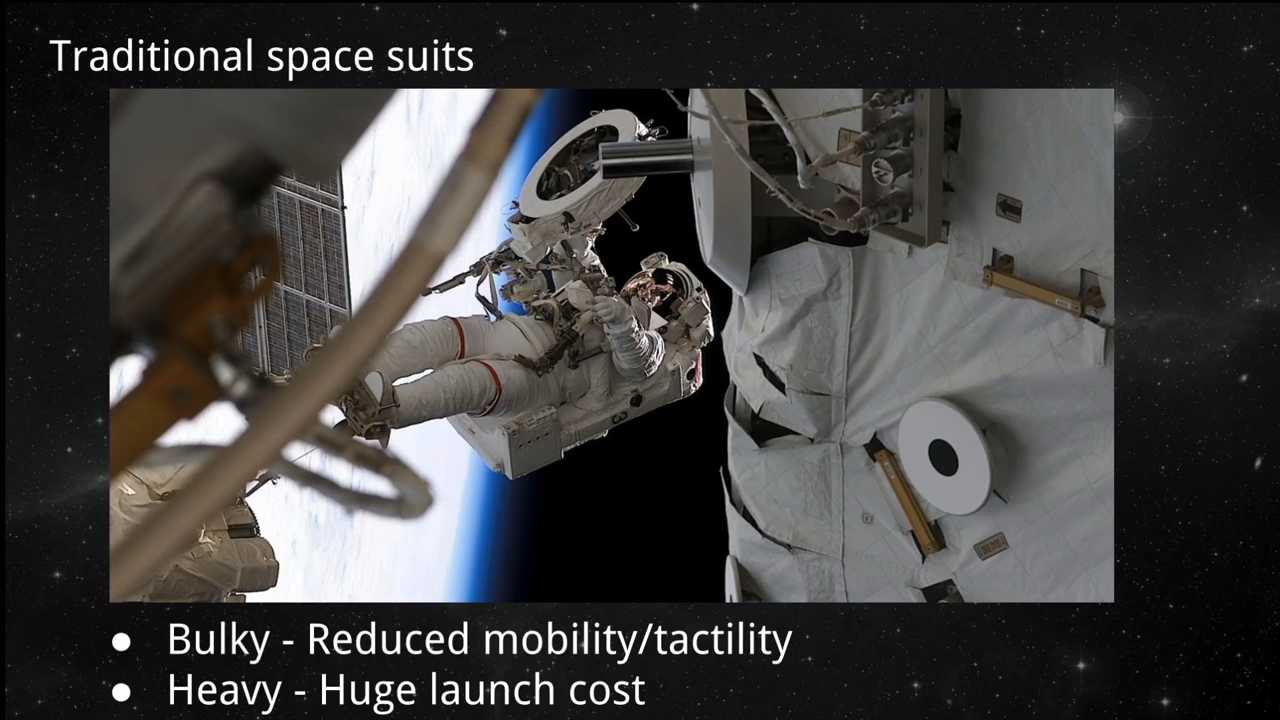 Traditional space suits
● Bulky - Reduced mobility/tactility
● Heavy - Huge launch cost